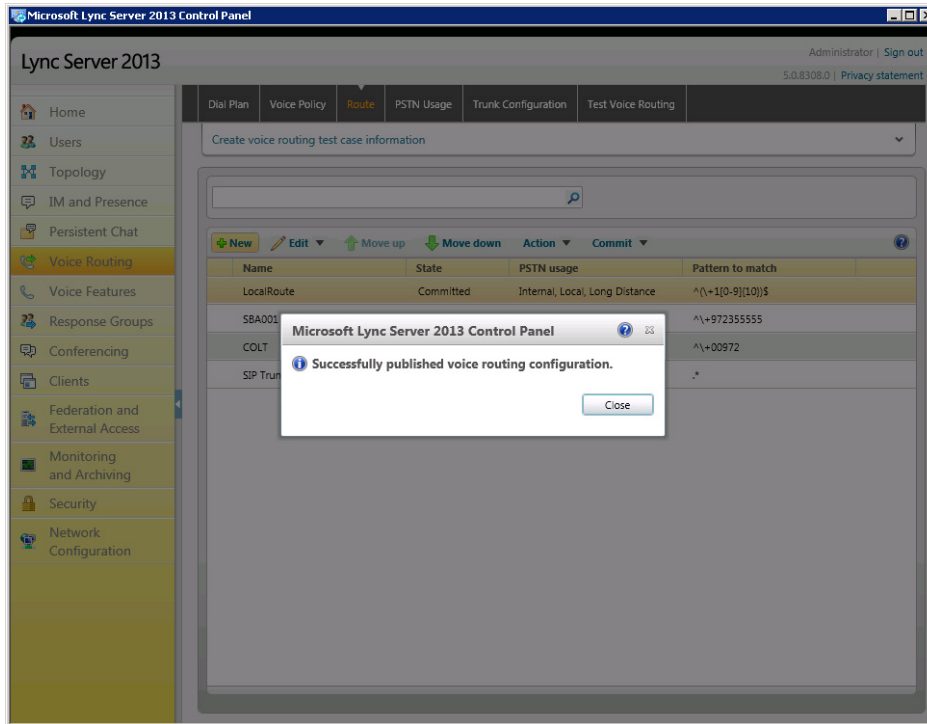 Microsoft Lync Server 2013 Control Panel
Lync Server 2013
Administrator | Sign out
5.0.8308.0 | Privacy statement
Home
Users
Topology
IM and Presence
Persistent Chat
Voice Routing
Voice Features
Response Groups
Conferencing
Clients
Federation and
External Access
Monitoring
and Archiving
Security
Network
Configuration
Dial Plan Voice Policy Route PSTN Usage Trunk Configuration Test Voice Routing
Create voice routing test case information
New Edit Move up Move down Action Commit
Name State PSTN usage Pattern to match
LocalRoute Committed Internal, Local, Long Distance ^(\+1[0-9]{10})$
SBA001 ^\+972355555
COLT ^\+00972
SIP Trun .*
Microsoft Lync Server 2013 Control Panel
Successfully published voice routing configuration.
Close